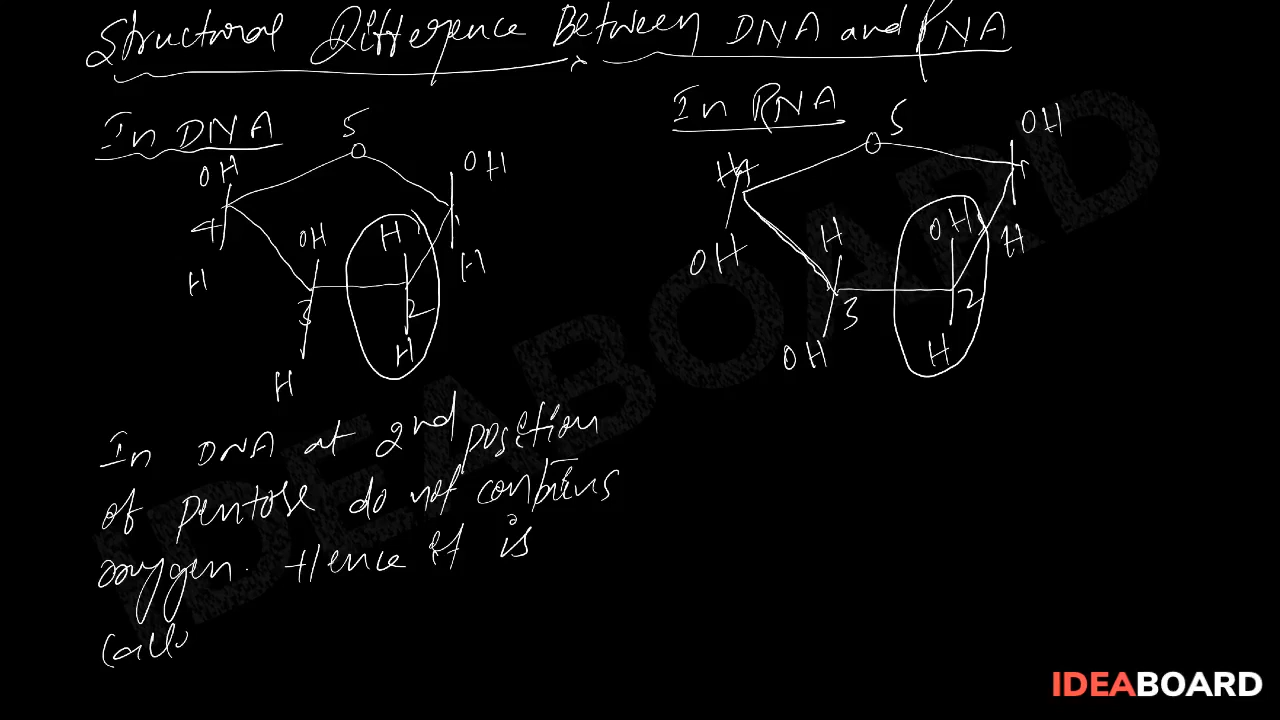 Structural Difference Between DNA and RNA
In DNA
In RNA
5
OH
OH
4
OH
H
1
H
H
3
2
H
H
5
OH
H
4
1
OH
H
OH
H
3
2
OH
H
In DNA at 2nd position
of pentose do not contains
oxygen. Hence it is
calle
IDEABOARD
IDEABOARD